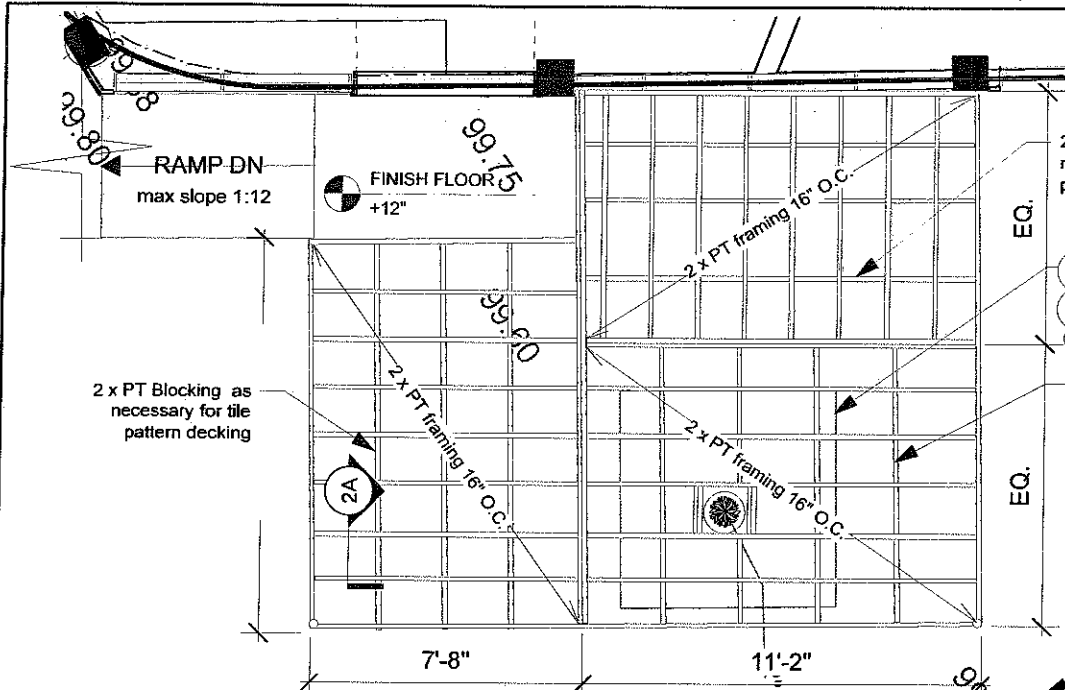 99.80
RAMP DN
max slope 1:12
FINISH FLOOR
+12"
99.75
2 x PT framing 16" O.C.
EQ.
99.60
2 x PT Blocking as
necessary for tile
pattern decking
2 x PT framing 16" O.C.
2A
2 x PT framing 16" O.C.
EQ.
7'-8"
11'-2"